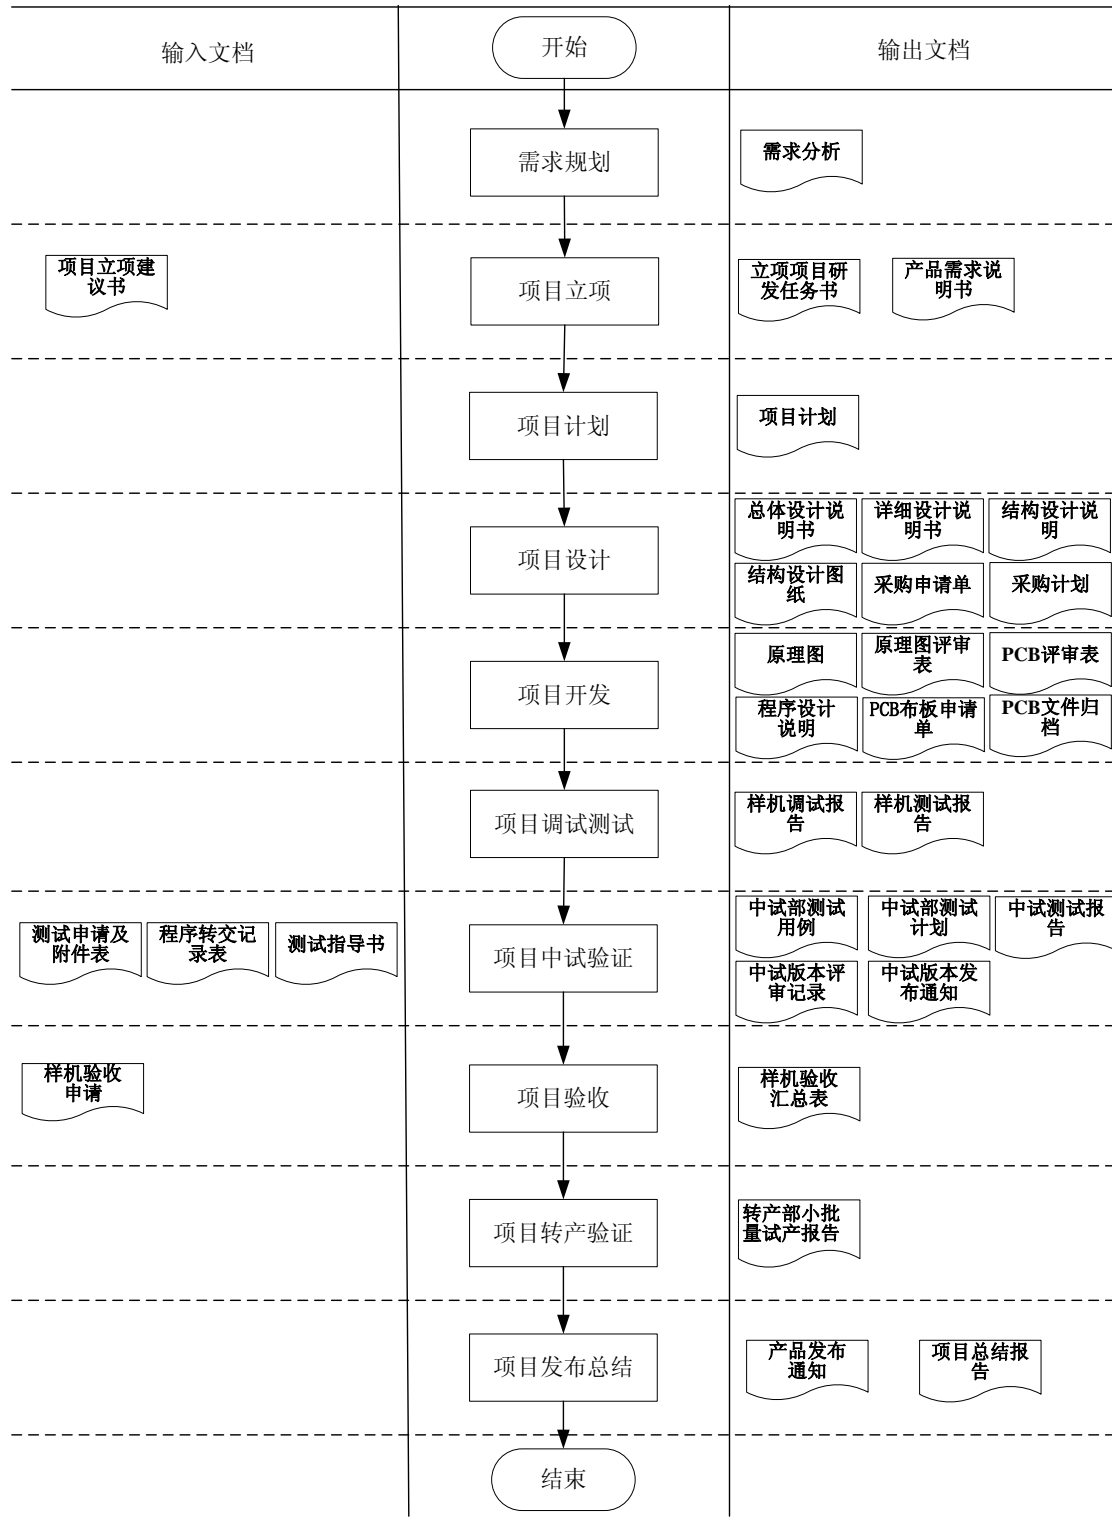 输入文档
开始
输出文档
需求规划
需求分析
项目立项建
议书
项目立项
立项项目研
发任务书
产品需求说
明书
项目计划
项目计划
项目设计
总体设计说
明书
详细设计说
明书
结构设计说
明
结构设计图
纸
采购申请单
采购计划
项目开发
原理图
原理图评审
表
PCB评审表
程序设计
说明
PCB布板申请
单
PCB文件归
档
项目调试测试
样机调试报
告
样机测试报
告
测试申请及
附件表
程序转交记
录表
测试指导书
项目中试验证
中试部测试
用例
中试部测试
计划
中试测试报
告
中试版本评
审记录
中试版本发
布通知
样机验收
申请
项目验收
样机验收
汇总表
项目转产验证
转产部小批
量试产报告
项目发布总结
产品发布
通知
项目总结报
告
结束